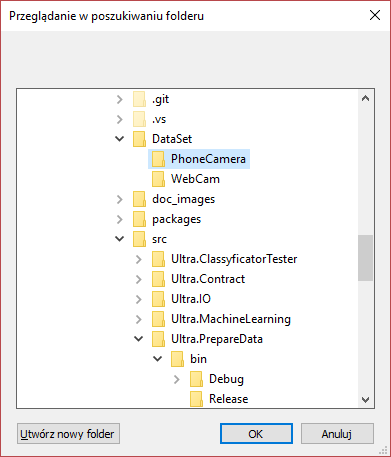 Przeglądanie w poszukiwaniu folderu
.git
.vs
DataSet
PhoneCamera
WebCam
doc_images
packages
src
Ultra.ClassyficatorTester
Ultra.Contract
Ultra.IO
Ultra.MachineLearning
Ultra.PrepareData
bin
Debug
Release
Utwórz nowy folder
OK
Anuluj